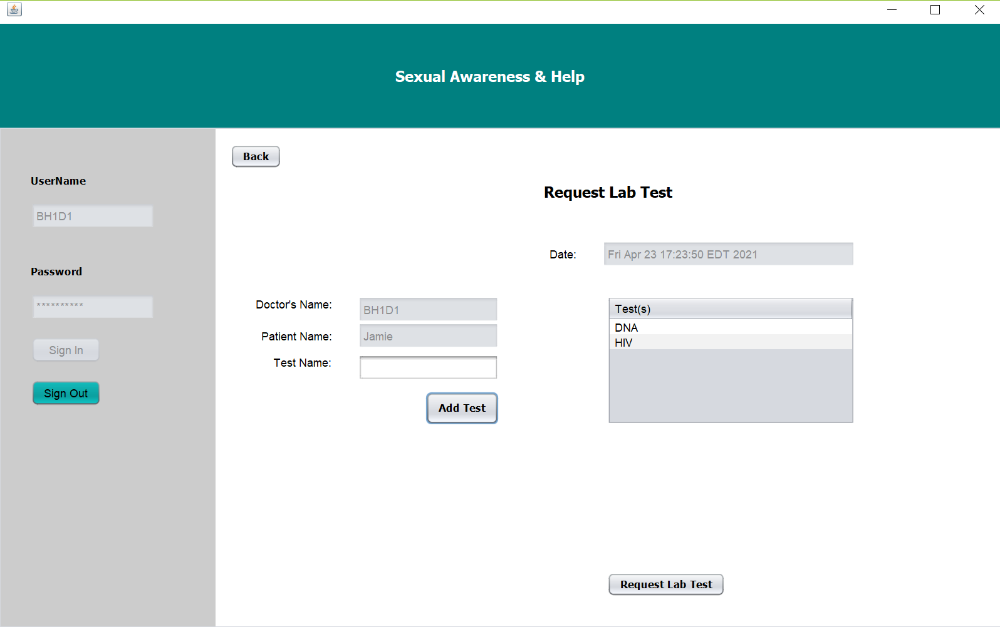 Sexual Awareness & Help
UserName
BH1D1
Password
**********
Sign In
Sign Out
Back
Request Lab Test
Date:
Fri Apr 23 17:23:50 EDT 2021
Doctor's Name:
BH1D1
Patient Name:
Jamie
Test Name:
Add Test
Test(s)
DNA
HIV
Request Lab Test